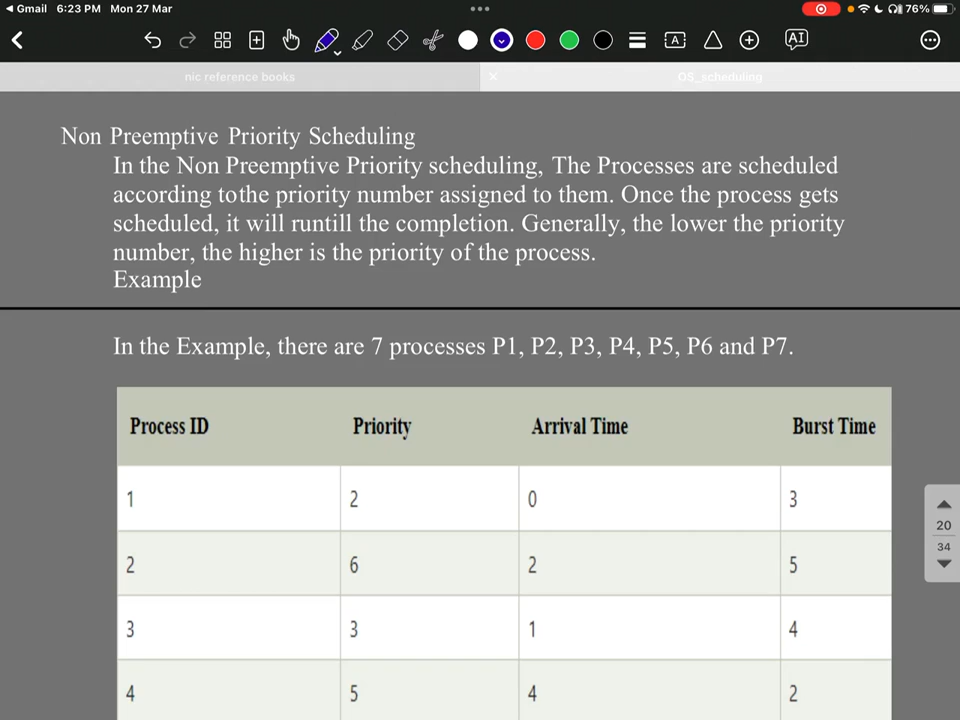 Gmail 6:23 PM Mon 27 Mar 76%
A AI
nic reference books × OS_scheduling
Non Preemptive Priority Scheduling
In the Non Preemptive Priority scheduling, The Processes are scheduled
according tothe priority number assigned to them. Once the process gets
scheduled, it will runtill the completion. Generally, the lower the priority
number, the higher is the priority of the process.
Example
In the Example, there are 7 processes P1, P2, P3, P4, P5, P6 and P7.
Process ID Priority Arrival Time Burst Time
1 2 0 3
2 6 2 5
3 3 1 4
4 5 4 2
20
34